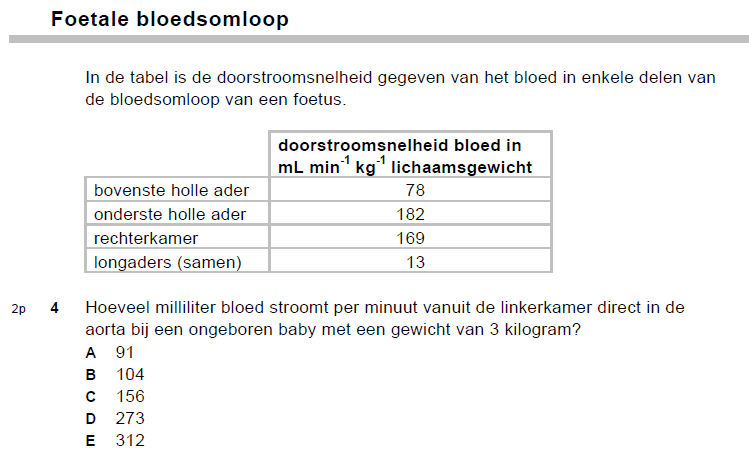 Foetale bloedsomloop
In de tabel is de doorstroomsnelheid gegeven van het bloed in enkele delen van
de bloedsomloop van een foetus.
doorstroomsnelheid bloed in
mL min⁻¹ kg⁻¹ lichaamsgewicht
bovenste holle ader 78
onderste holle ader 182
rechterkamer 169
longaders (samen) 13
2p 4 Hoeveel milliliter bloed stroomt per minuut vanuit de linkerkamer direct in de
aorta bij een ongeboren baby met een gewicht van 3 kilogram?
A 91
B 104
C 156
D 273
E 312